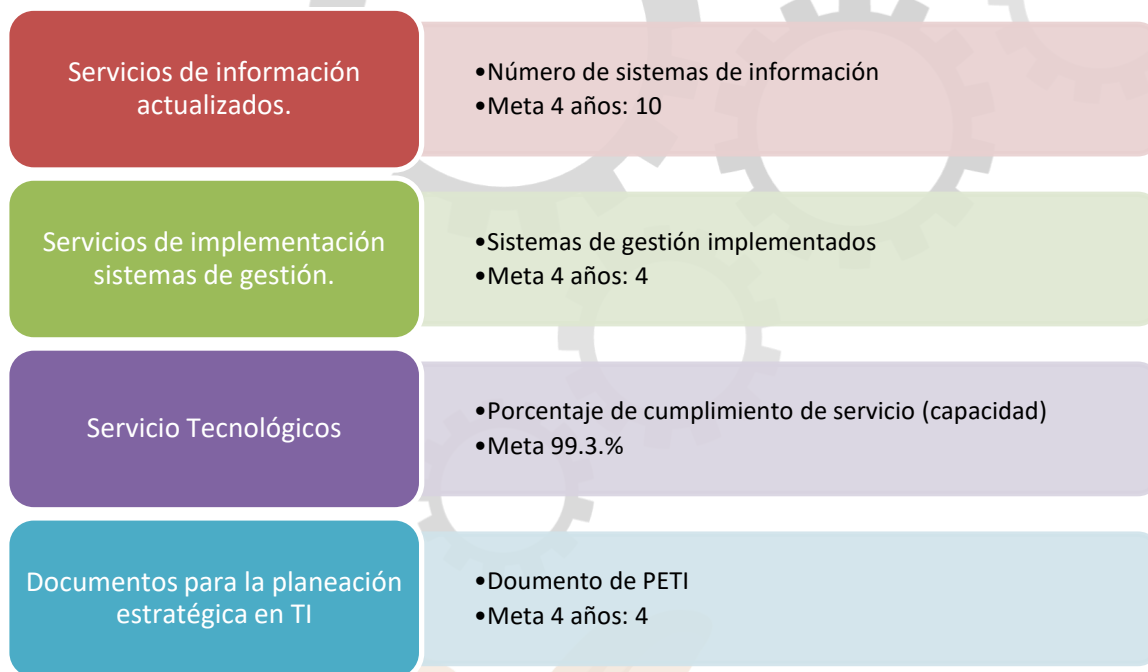 Servicios de información
actualizados.
•Número de sistemas de información
•Meta 4 años: 10
Servicios de implementación
sistemas de gestión.
•Sistemas de gestión implementados
•Meta 4 años: 4
Servicio Tecnológicos
•Porcentaje de cumplimiento de servicio (capacidad)
•Meta 99.3.%
Documentos para la planeación
estratégica en TI
•Doumento de PETI
•Meta 4 años: 4